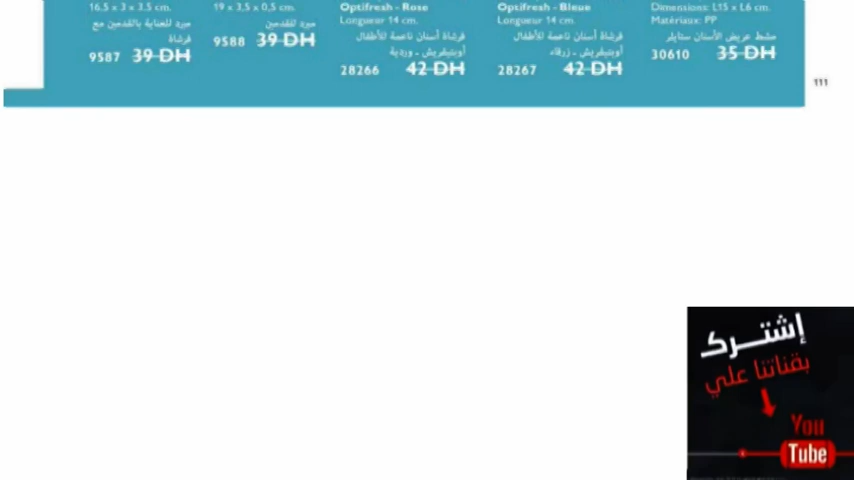 16.5 x 3 x 3.5 cm.
مبرد للعناية بالقدمين مع
فرشاة
9587 39 DH
19 x 3,5 x 0,5 cm.
مبرد للقدمين
9588 39 DH
Optifresh - Rose
Longueur 14 cm.
فرشاة أسنان ناعمة للأطفال
أوبتيفريش - وردية
28266 42 DH
Optifresh - Bleue
Longueur 14 cm.
فرشاة أسنان ناعمة للأطفال
أوبتيفريش - زرقاء
28267 42 DH
Dimensions: L15 x L6 cm.
Matériaux: PP
مشط عريض الأسنان ستايلر
30610 35 DH
111
إشترك
بقناتنا علي
You
Tube